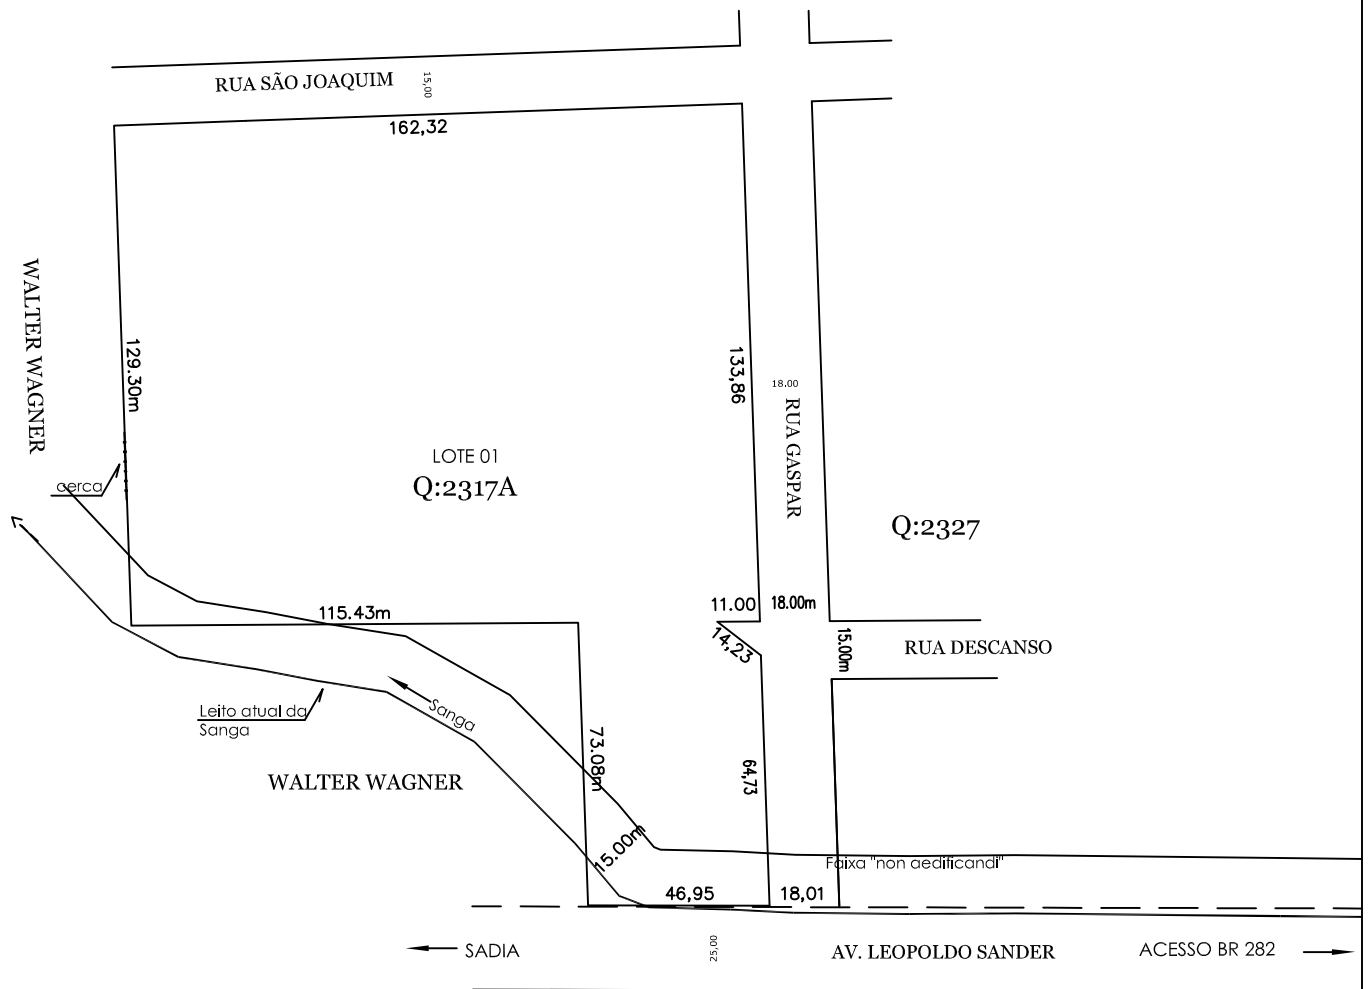 RUA SÃO JOAQUIM
15,00
162,32
WALTER WAGNER
129.30m
133,86
18.00
RUA GASPAR
LOTE 01
Q:2317A
cerca
Q:2327
115.43m
11.00
18.00m
14,23
15.00m
RUA DESCANSO
Leito atual da
Sanga
Sanga
73.08m
64,73
WALTER WAGNER
15.00m
Faixa "non aedificandi"
46,95
18,01
SADIA
25,00
AV. LEOPOLDO SANDER
ACESSO BR 282